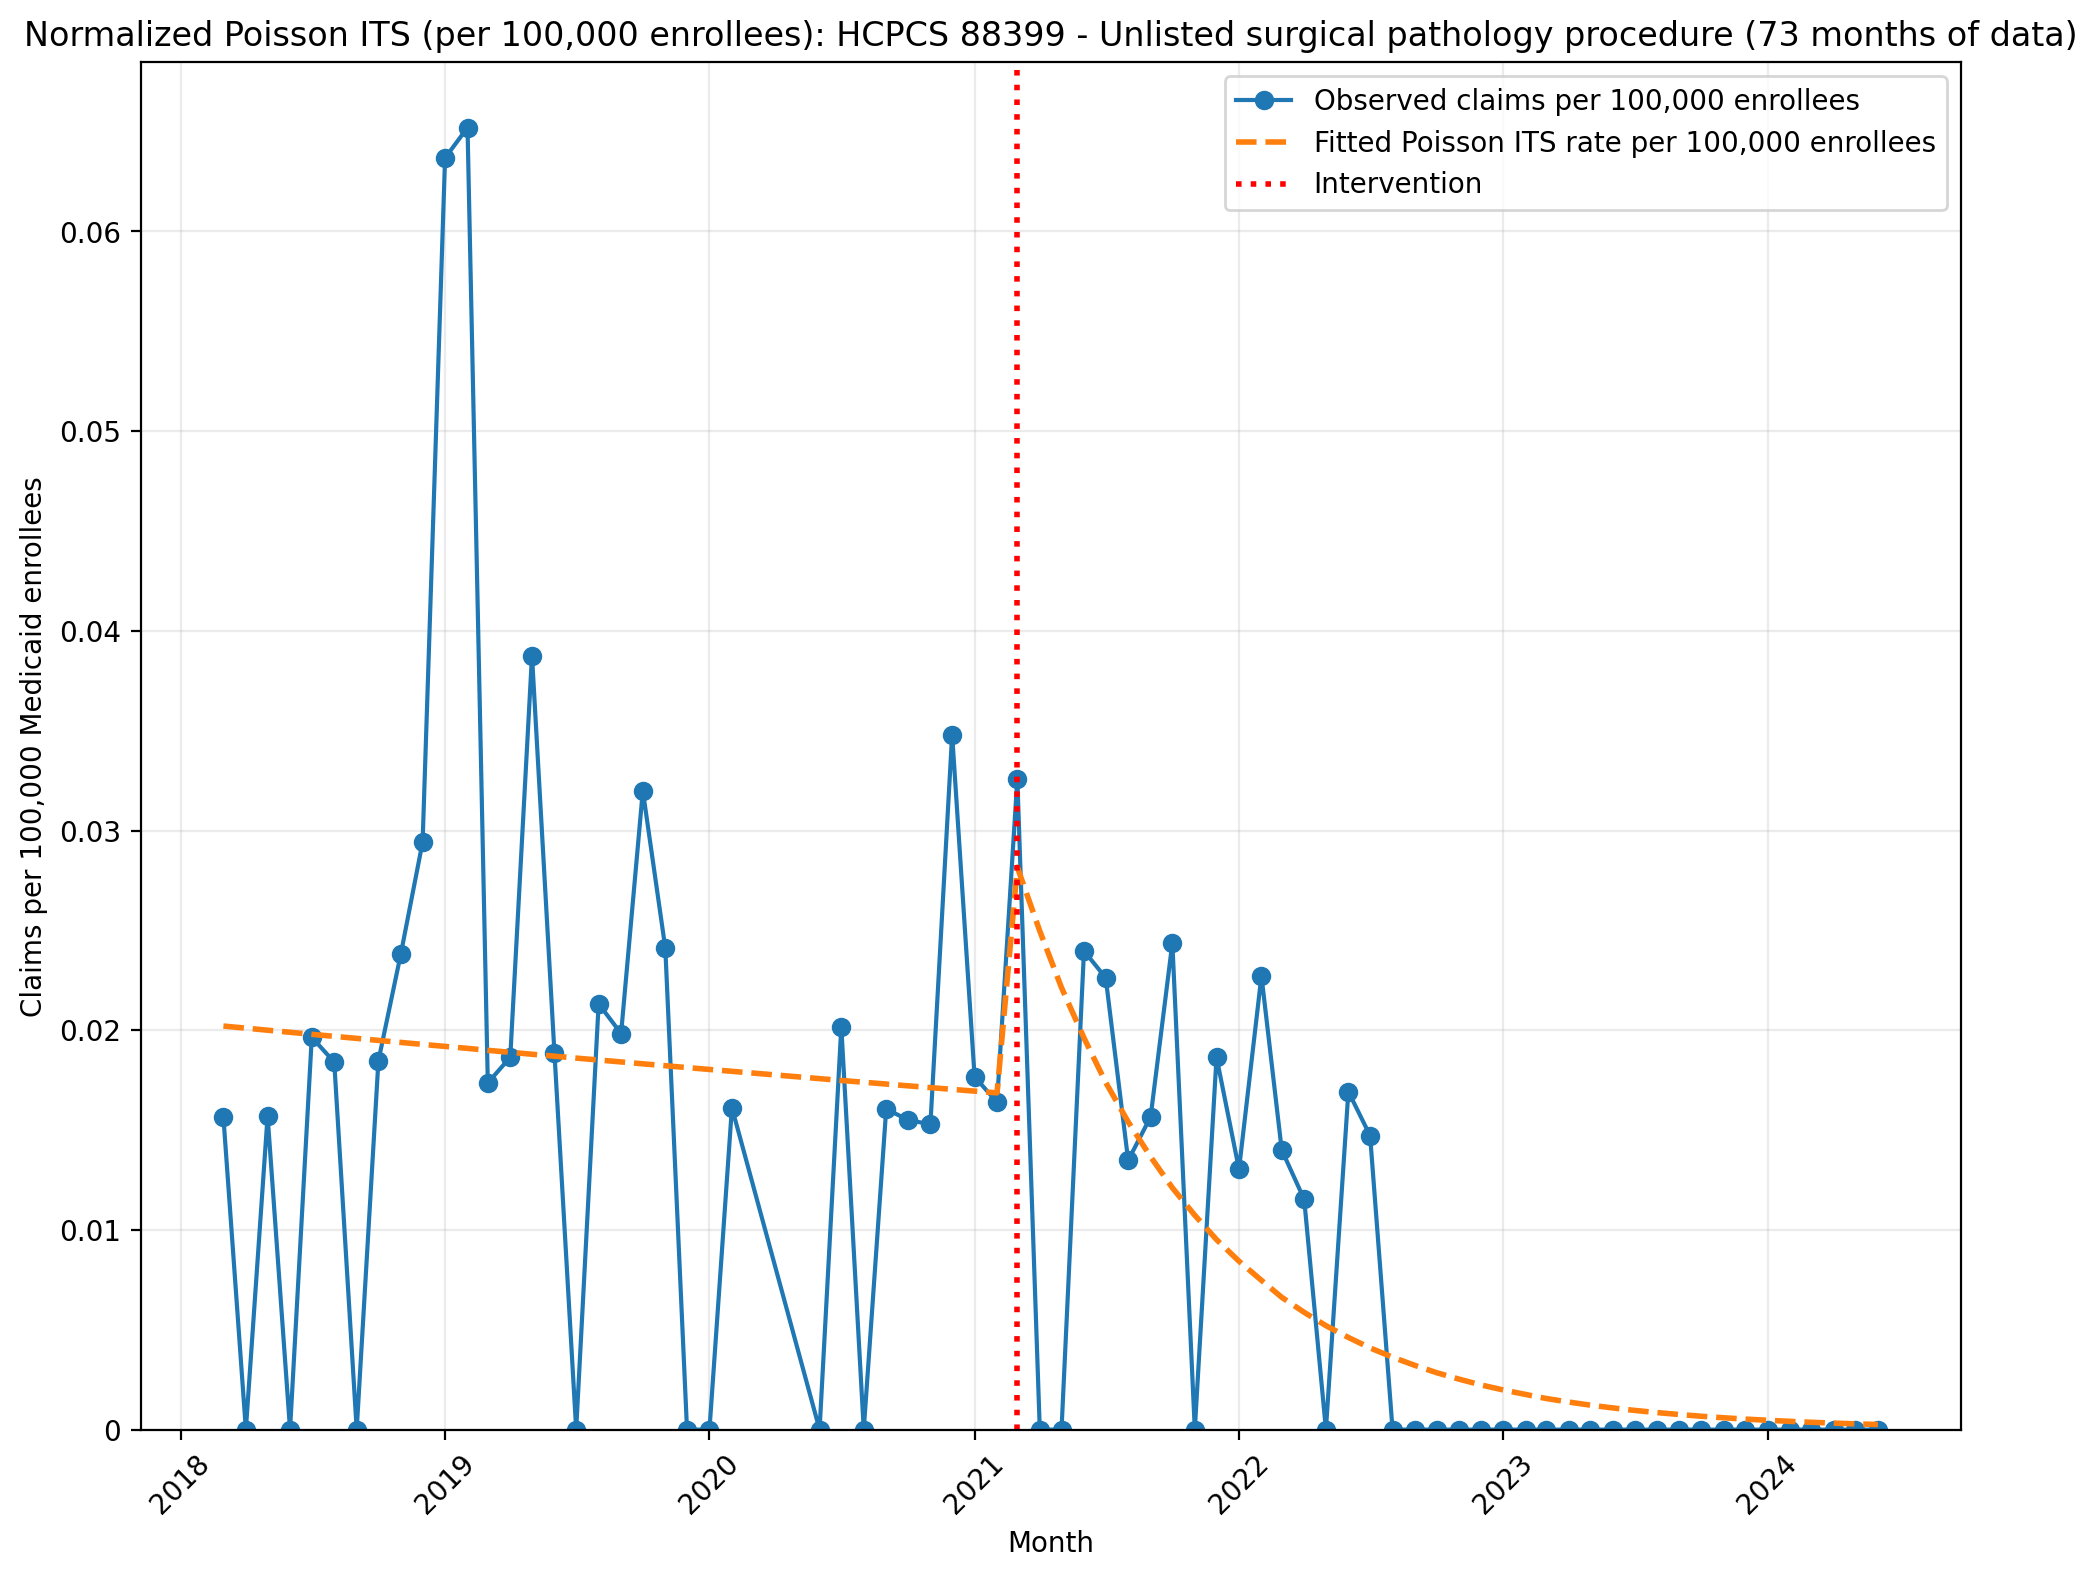 Normalized Poisson ITS (per 100,000 enrollees): HCPCS 88399 - Unlisted surgical pathology procedure (73 months of data)
Observed claims per 100,000 enrollees
Fitted Poisson ITS rate per 100,000 enrollees
Intervention
Claims per 100,000 Medicaid enrollees
0.06
0.05
0.04
0.03
0.02
0.01
0
2018
2019
2020
2021
2022
2023
2024
Month